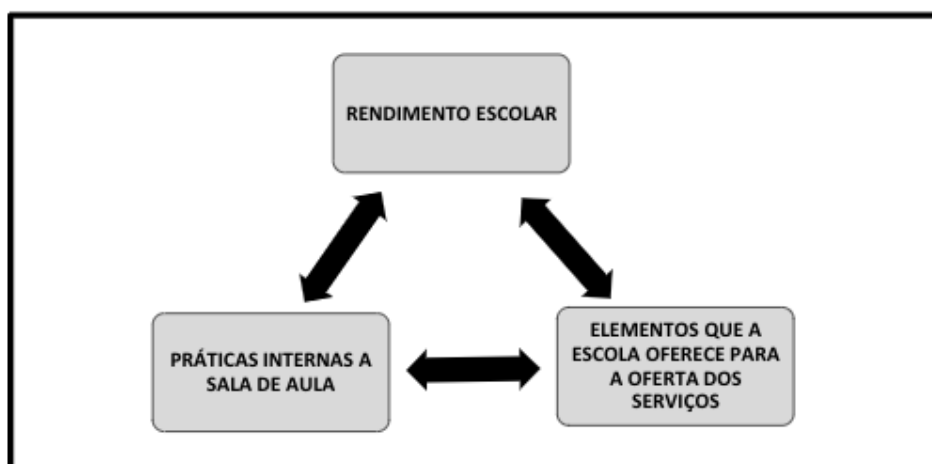 RENDIMENTO ESCOLAR
PRÁTICAS INTERNAS A
SALA DE AULA
ELEMENTOS QUE A
ESCOLA OFERECE PARA
A OFERTA DOS
SERVIÇOS